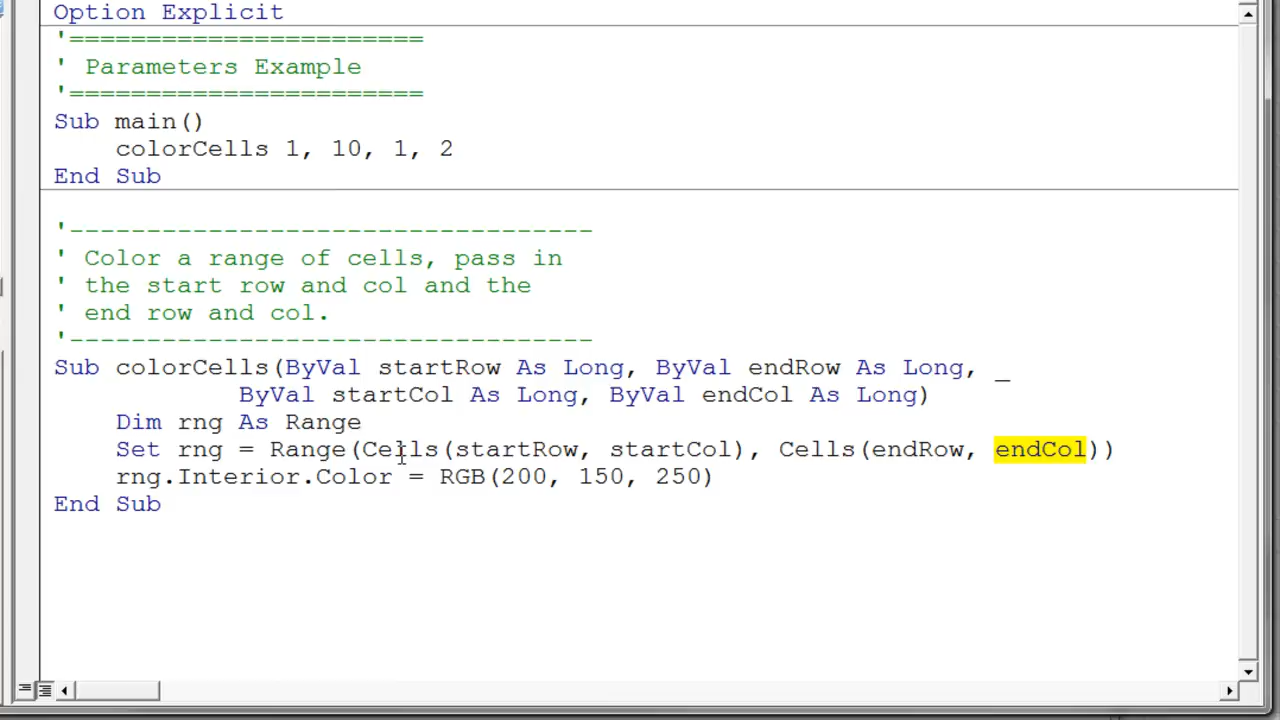 Option Explicit
'=======================
' Parameters Example
'=======================
Sub main()
    colorCells 1, 10, 1, 2
End Sub
'----------------------------------
' Color a range of cells, pass in
' the start row and col and the
' end row and col.
'----------------------------------
Sub colorCells(ByVal startRow As Long, ByVal endRow As Long, _
            ByVal startCol As Long, ByVal endCol As Long)
    Dim rng As Range
    Set rng = Range(Cells(startRow, startCol), Cells(endRow, endCol))
    rng.Interior.Color = RGB(200, 150, 250)
End Sub